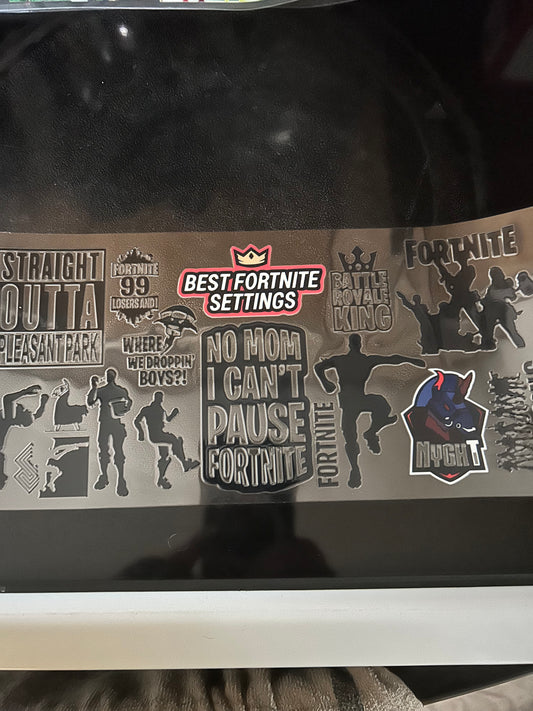 STRAIGHT
OUTTA
PLEASANT PARK
FORTNITE
99
LOSERS AND 1
WHERE
WE DROPPIN'
BOYS?!
BEST FORTNITE
SETTINGS
NO MOM
I CAN'T
PAUSE
FORTNITE
BATTLE
ROYALE
KING
FORTNITE
FORTNITE
NYGHT